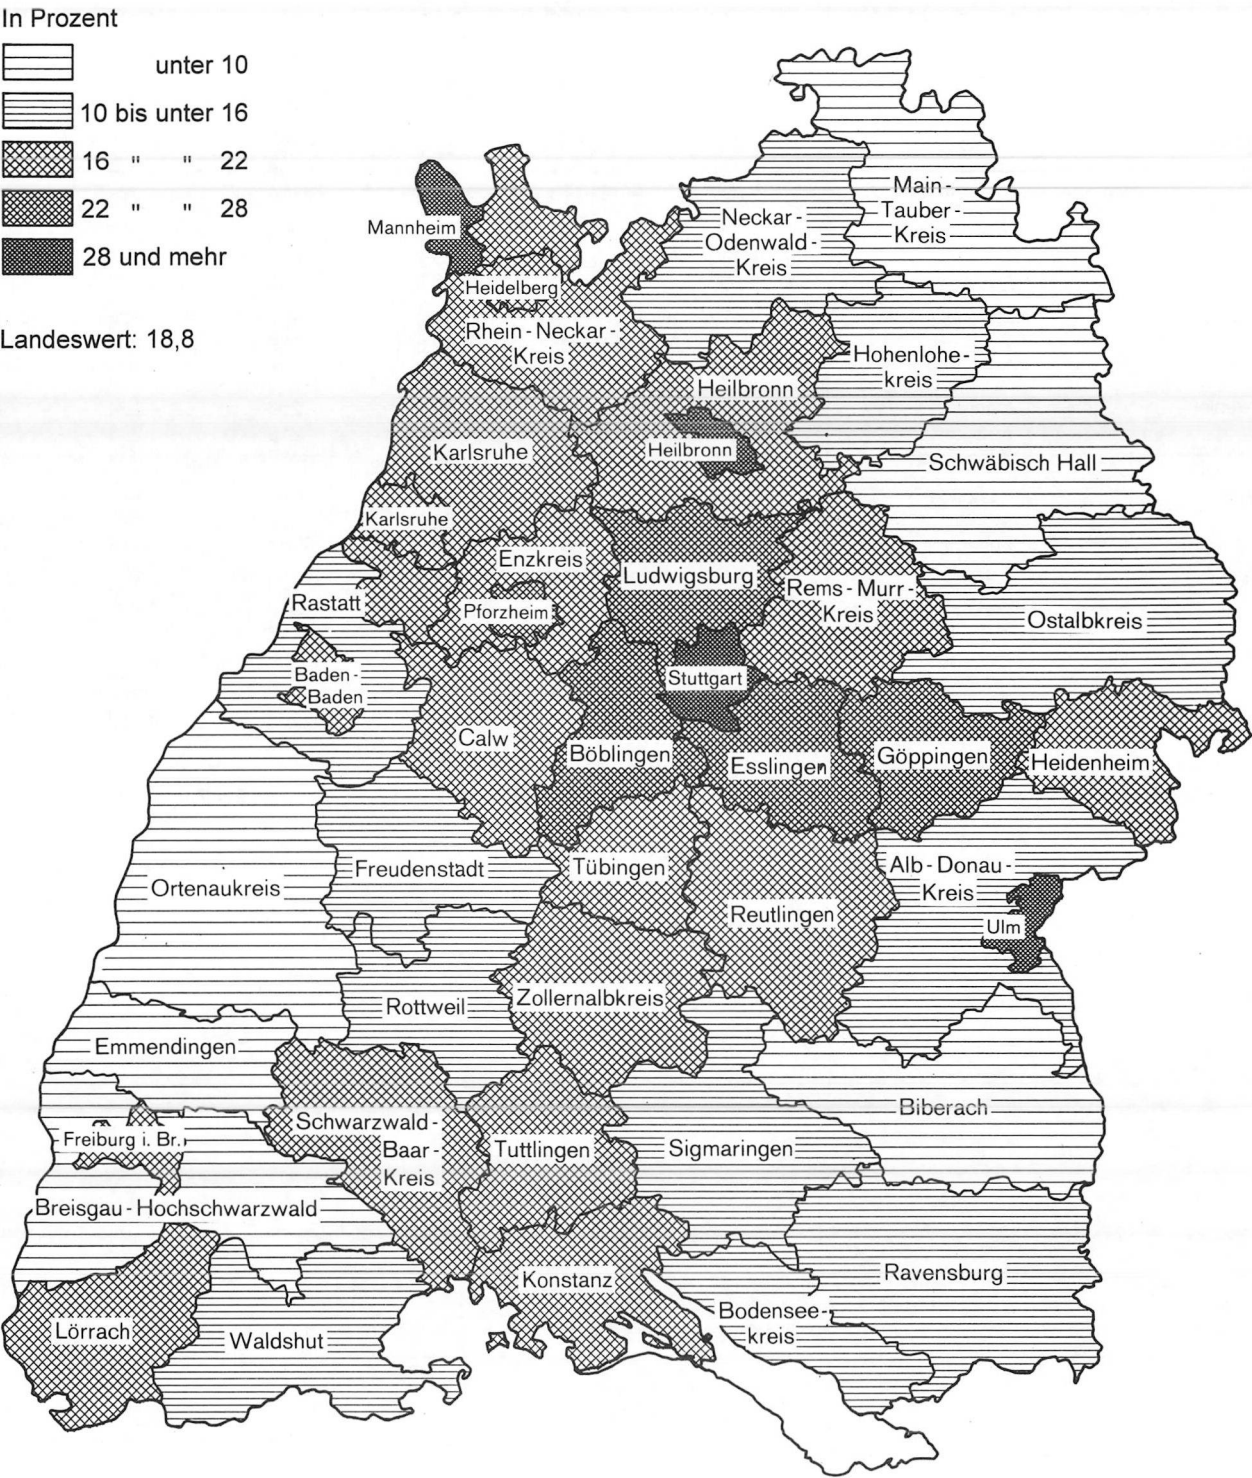 In Prozent
unter 10
10 bis unter 16
16 " " 22
22 " " 28
28 und mehr
Landeswert: 18,8
Main-
Tauber-
Kreis
Neckar-
Odenwald-
Kreis
Mannheim
Heidelberg
Rhein-Neckar-
Kreis
Hohenlohe-
kreis
Heilbronn
Heilbronn
Karlsruhe
Schwäbisch Hall
Karlsruhe
Enzkreis
Ludwigsburg
Rems-Murr-
Kreis
Rastatt
Pforzheim
Ostalbkreis
Baden-
Baden
Stuttgart
Calw
Böblingen
Esslingen
Göppingen
Heidenheim
Freudenstadt
Tübingen
Alb-Donau-
Kreis
Ortenaukreis
Reutlingen
Ulm
Rottweil
Zollernalbkreis
Emmendingen
Biberach
Schwarzwald-
Baar-
Kreis
Freiburg i. Br.
Tuttlingen
Sigmaringen
Breisgau-Hochschwarzwald
Konstanz
Ravensburg
Bodensee-
kreis
Lörrach
Waldshut